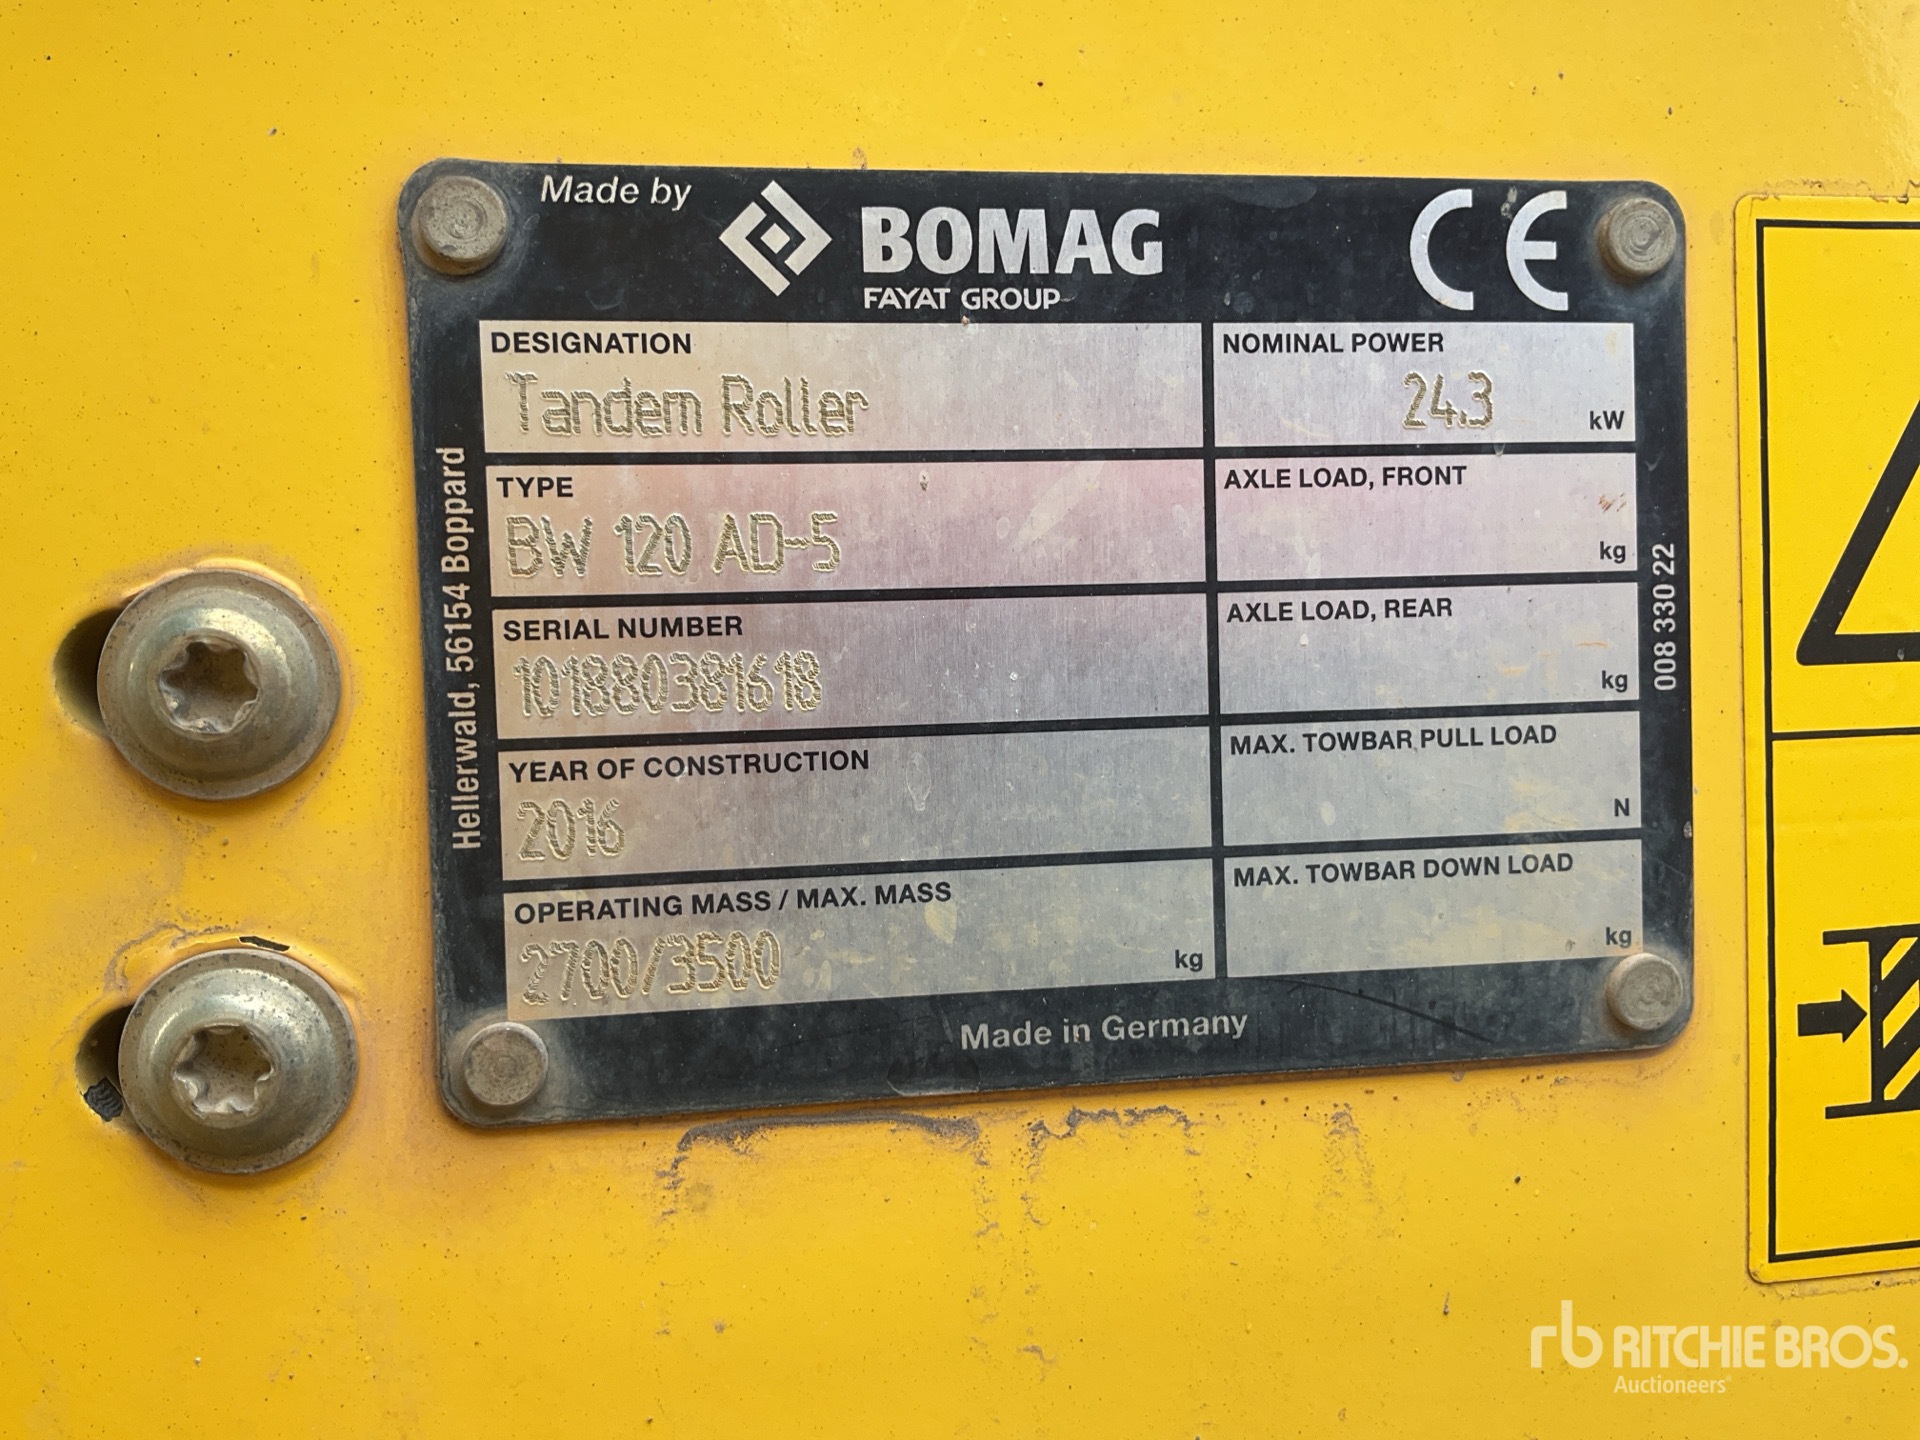 Made by
BOMAG
FAYAT GROUP
CE
DESIGNATION
Tandem Roller
NOMINAL POWER
24.3 kW
TYPE
BW 120 AD-5
AXLE LOAD, FRONT
kg
SERIAL NUMBER
101880381618
AXLE LOAD, REAR
kg
YEAR OF CONSTRUCTION
2016
MAX. TOWBAR PULL LOAD
N
OPERATING MASS / MAX. MASS
2700/3500 kg
MAX. TOWBAR DOWN LOAD
kg
Made in Germany
Hellerwald, 56154 Boppard
008 330 22
rb RITCHIE BROS.
Auctioneers